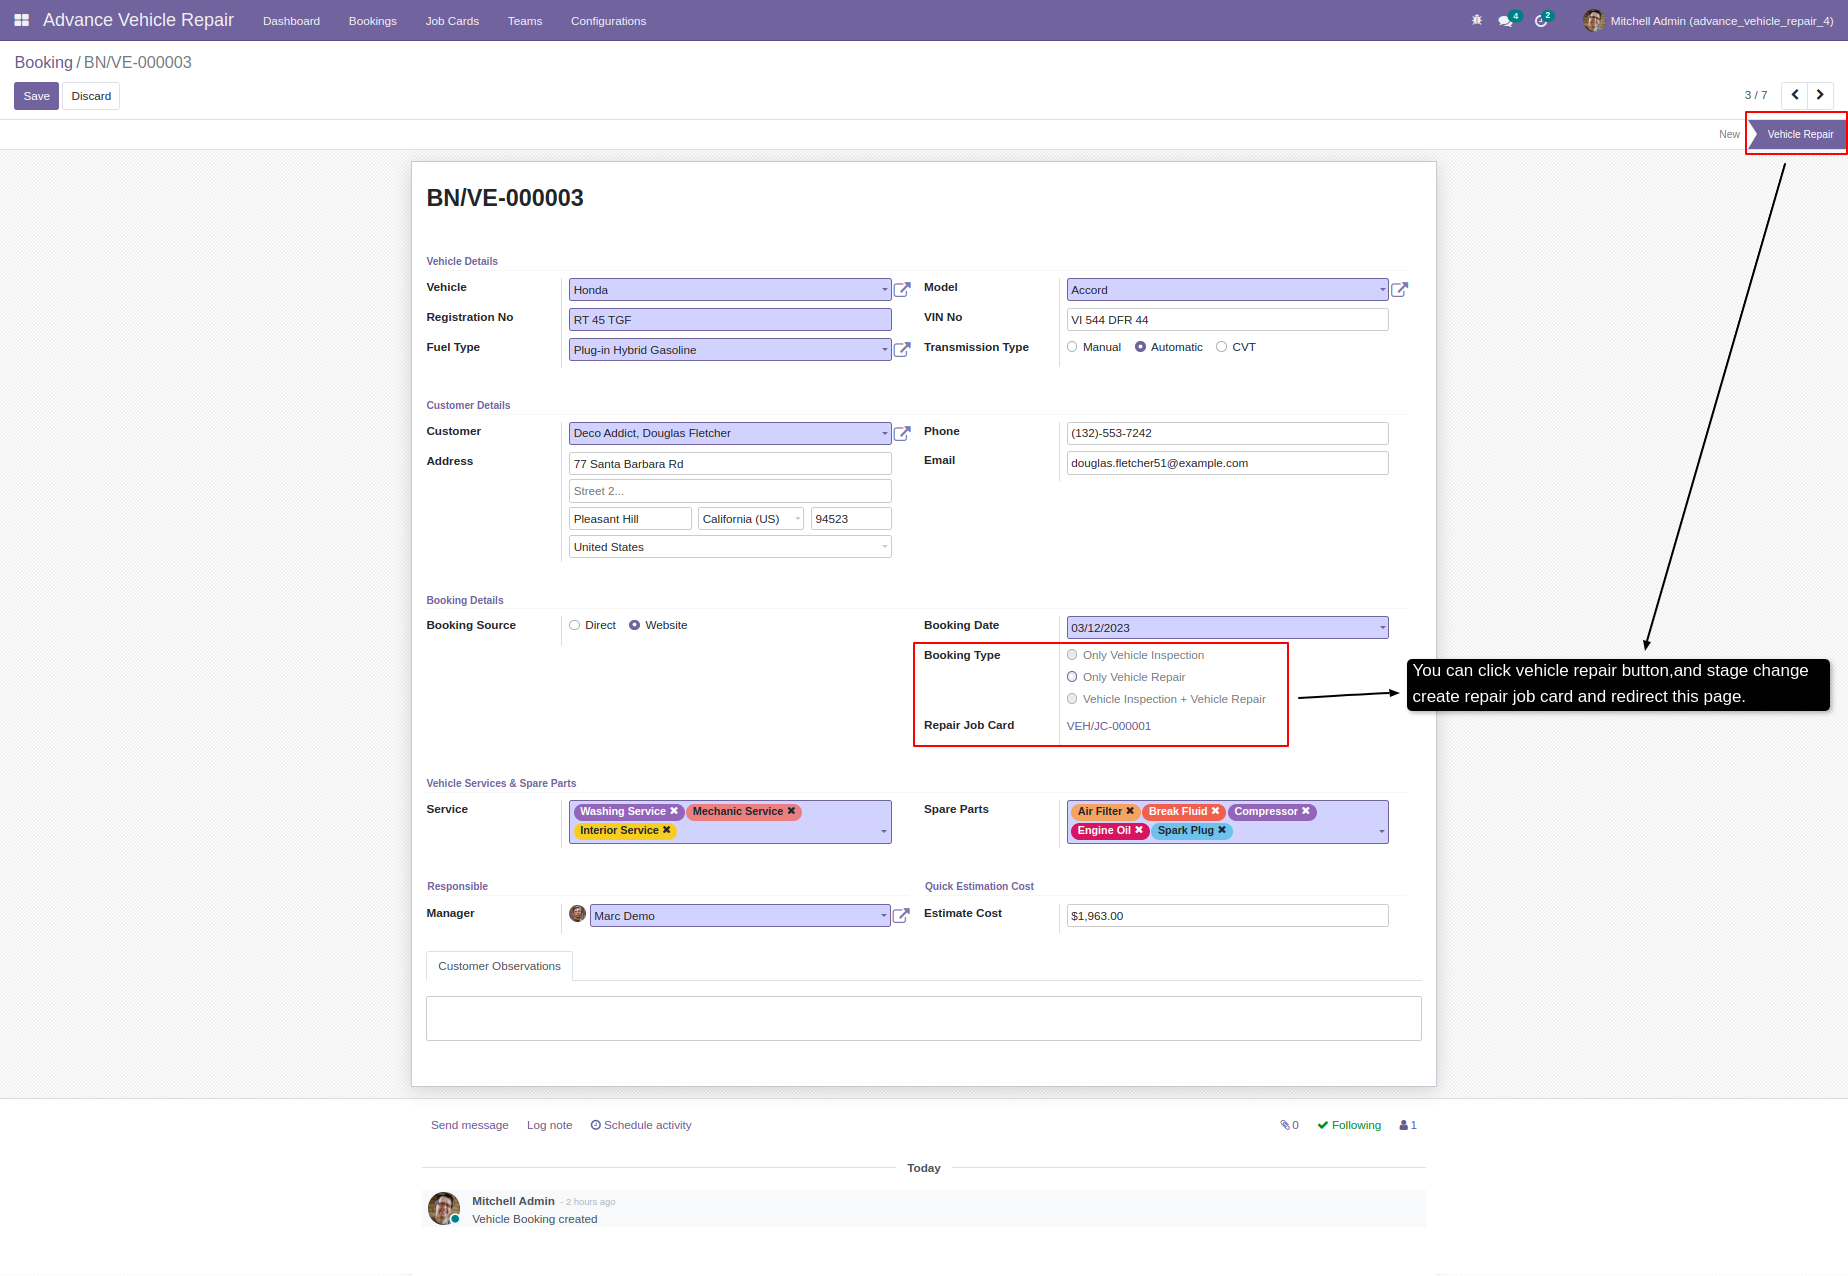 Advance Vehicle Repair Dashboard Bookings Job Cards Teams Configurations 4 2 Mitchell Admin (advance_vehicle_repair_4)
Booking / BN/VE-000003
Save Discard 3 / 7
New Vehicle Repair
BN/VE-000003
Vehicle Details
Vehicle Honda Model Accord
Registration No RT 45 TGF VIN No VI 544 DFR 44
Fuel Type Plug-in Hybrid Gasoline Transmission Type Manual Automatic CVT
Customer Details
Customer Deco Addict, Douglas Fletcher Phone (132)-553-7242
Address 77 Santa Barbara Rd Email douglas.fletcher51@example.com
Street 2...
Pleasant Hill California (US) 94523
United States
Booking Details
Booking Source Direct Website Booking Date 03/12/2023
Booking Type Only Vehicle Inspection
Only Vehicle Repair
Vehicle Inspection + Vehicle Repair
Repair Job Card VEH/JC-000001
You can click vehicle repair button,and stage change
create repair job card and redirect this page.
Vehicle Services & Spare Parts
Service Washing Service ✖ Mechanic Service ✖ Spare Parts Air Filter ✖ Break Fluid ✖ Compressor ✖
Interior Service ✖ Engine Oil ✖ Spark Plug ✖
Responsible Quick Estimation Cost
Manager Marc Demo Estimate Cost $1,963.00
Customer Observations
Send message Log note Schedule activity 0 Following 1
Today
Mitchell Admin - 2 hours ago
Vehicle Booking created